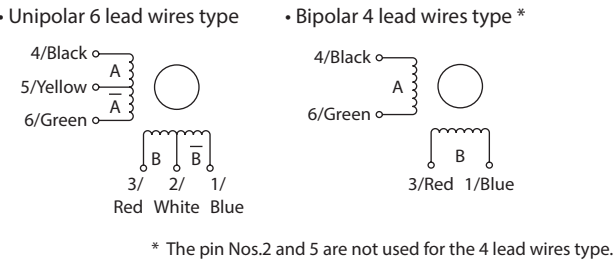 • Unipolar 6 lead wires type
4/Black
A
5/Yellow
A̅
6/Green
B
B̅
3/ 2/ 1/
Red White Blue
• Bipolar 4 lead wires type *
4/Black
A
6/Green
B
3/Red 1/Blue
* The pin Nos.2 and 5 are not used for the 4 lead wires type.